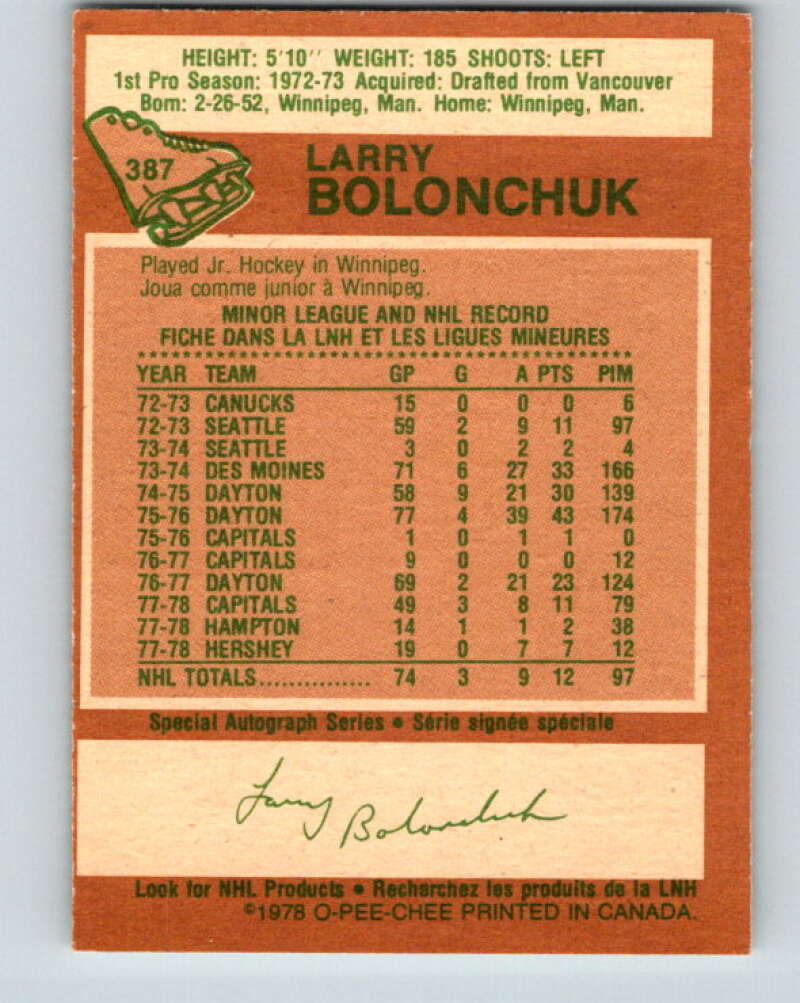 HEIGHT: 5'10'' WEIGHT: 185 SHOOTS: LEFT
1st Pro Season: 1972-73 Acquired: Drafted from Vancouver
Born: 2-26-52, Winnipeg, Man. Home: Winnipeg, Man.
387
LARRY
BOLONCHUK
Played Jr. Hockey in Winnipeg.
Joua comme junior à Winnipeg.
MINOR LEAGUE AND NHL RECORD
FICHE DANS LA LNH ET LES LIGUES MINEURES
YEAR TEAM GP G A PTS PIM
72-73 CANUCKS 15 0 0 0 6
72-73 SEATTLE 59 2 9 11 97
73-74 SEATTLE 3 0 2 2 4
73-74 DES MOINES 71 6 27 33 166
74-75 DAYTON 58 9 21 30 139
75-76 DAYTON 77 4 39 43 174
75-76 CAPITALS 1 0 1 1 0
76-77 CAPITALS 9 0 0 0 12
76-77 DAYTON 69 2 21 23 124
77-78 CAPITALS 49 3 8 11 79
77-78 HAMPTON 14 1 1 2 38
77-78 HERSHEY 19 0 7 7 12
NHL TOTALS............... 74 3 9 12 97
Special Autograph Series • Série signée spéciale
Larry Bolonchuk
Look for NHL Products • Recherchez les produits de la LNH
©1978 O-PEE-CHEE PRINTED IN CANADA.